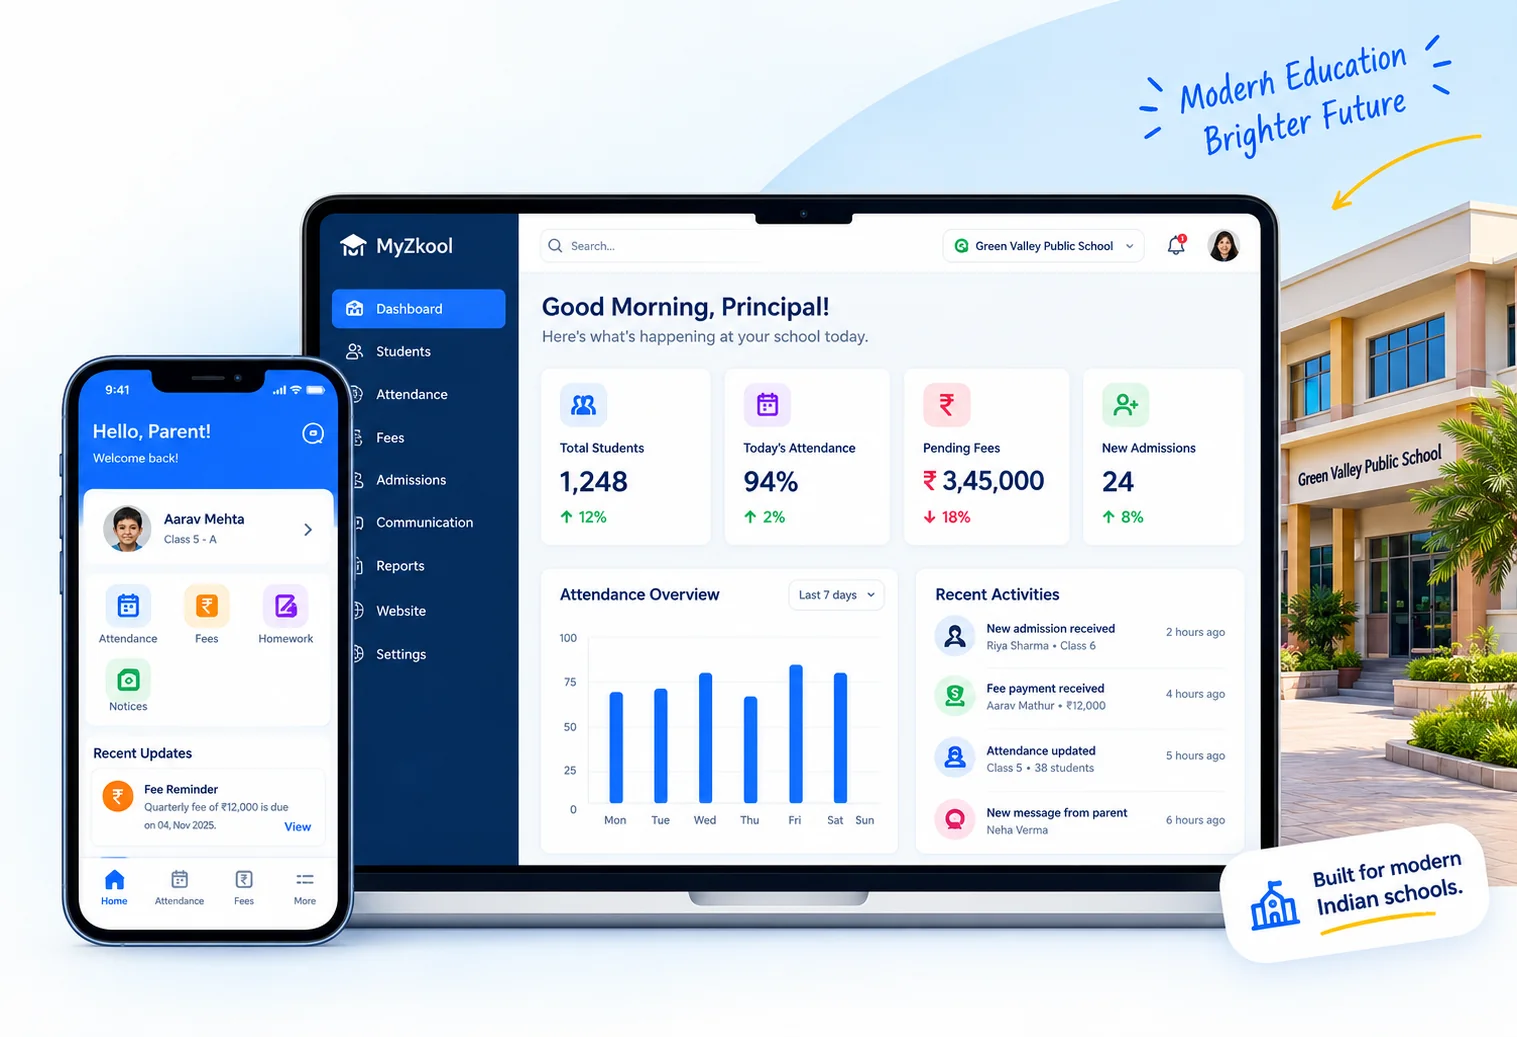 Modern Education
Brighter Future
MyZkool
Search...
Green Valley Public School
1
Dashboard
Students
Attendance
Fees
Admissions
Communication
Reports
Website
Settings
Good Morning, Principal!
Here's what's happening at your school today.
Total Students
1,248
↑ 12%
Today's Attendance
94%
↑ 2%
Pending Fees
₹ 3,45,000
↓ 18%
New Admissions
24
↑ 8%
Attendance Overview
Last 7 days
100
75
50
25
0
Mon Tue Wed Thu Fri Sat Sun
Recent Activities
New admission received
Riya Sharma • Class 6
2 hours ago
Fee payment received
Aarav Mathur • ₹12,000
4 hours ago
Attendance updated
Class 5 • 38 students
5 hours ago
New message from parent
Neha Verma
6 hours ago
9:41
Hello, Parent!
Welcome back!
Aarav Mehta
Class 5 - A
Attendance
Fees
Homework
Notices
Recent Updates
Fee Reminder
Quarterly fee of ₹12,000 is due
on 04, Nov 2025.
View
Home
Attendance
Fees
More
Green Valley Public School
Built for modern
Indian schools.